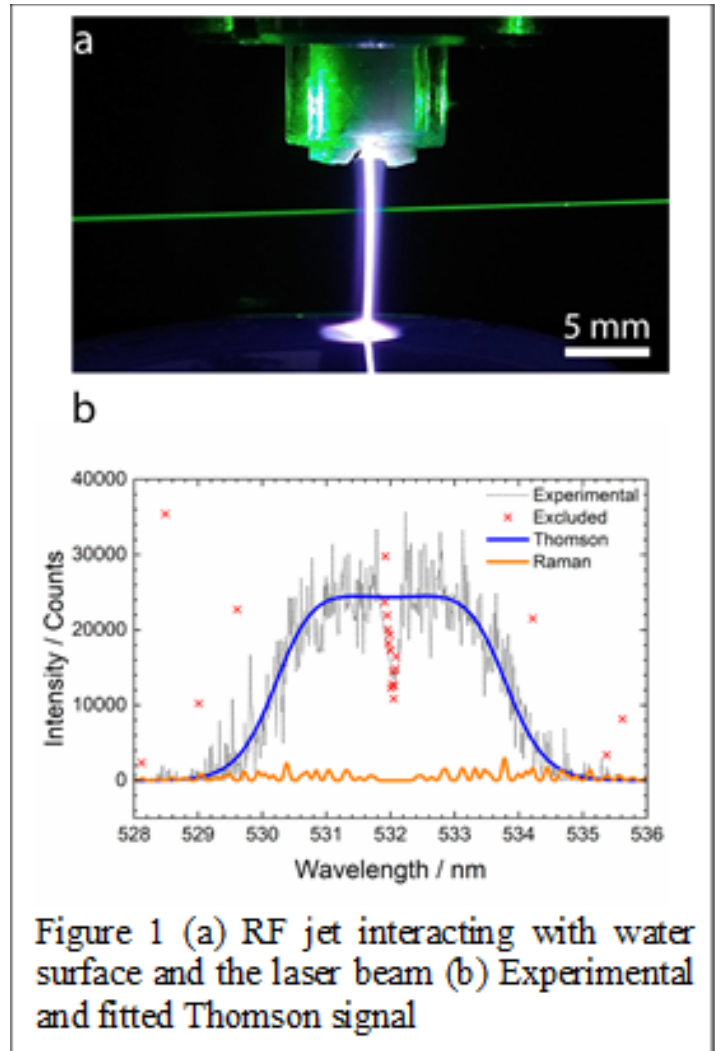 a
5 mm
b
40000
30000
20000
10000
0
Intensity / Counts
Experimental
Excluded
Thomson
Raman
528 529 530 531 532 533 534 535 536
Wavelength / nm
Figure 1 (a) RF jet interacting with water
surface and the laser beam (b) Experimental
and fitted Thomson signal